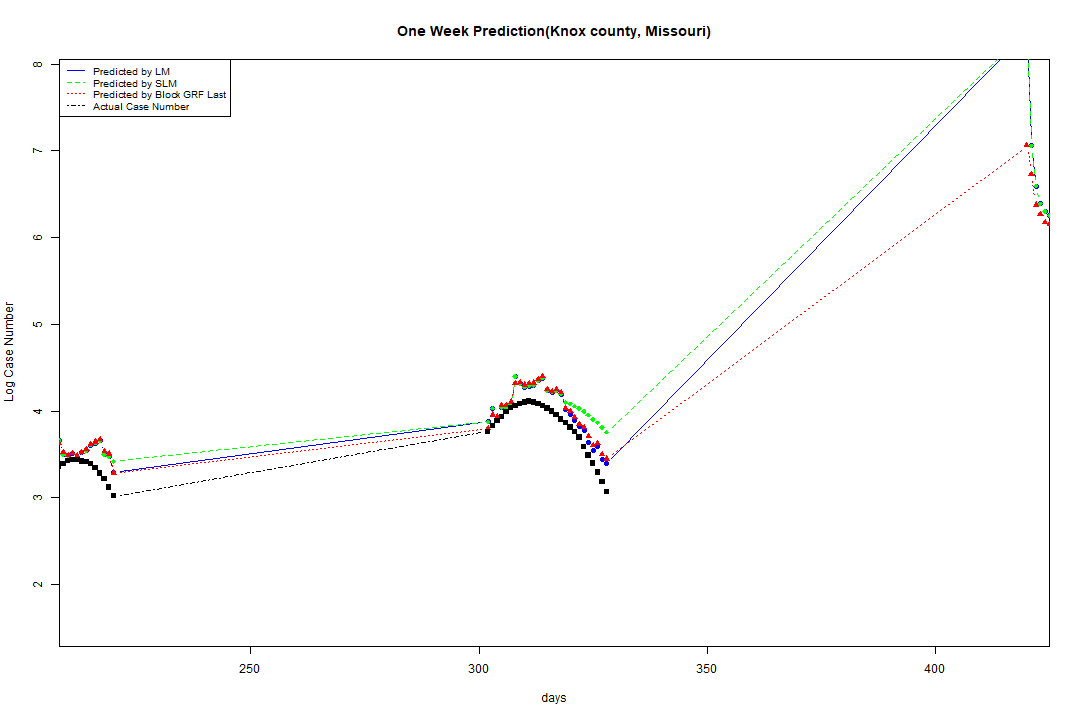 One Week Prediction(Knox county, Missouri)
Predicted by LM
Predicted by SLM
Predicted by Block GRF Last
Actual Case Number
Log Case Number
8
7
6
5
4
3
2
250 300 350 400
days